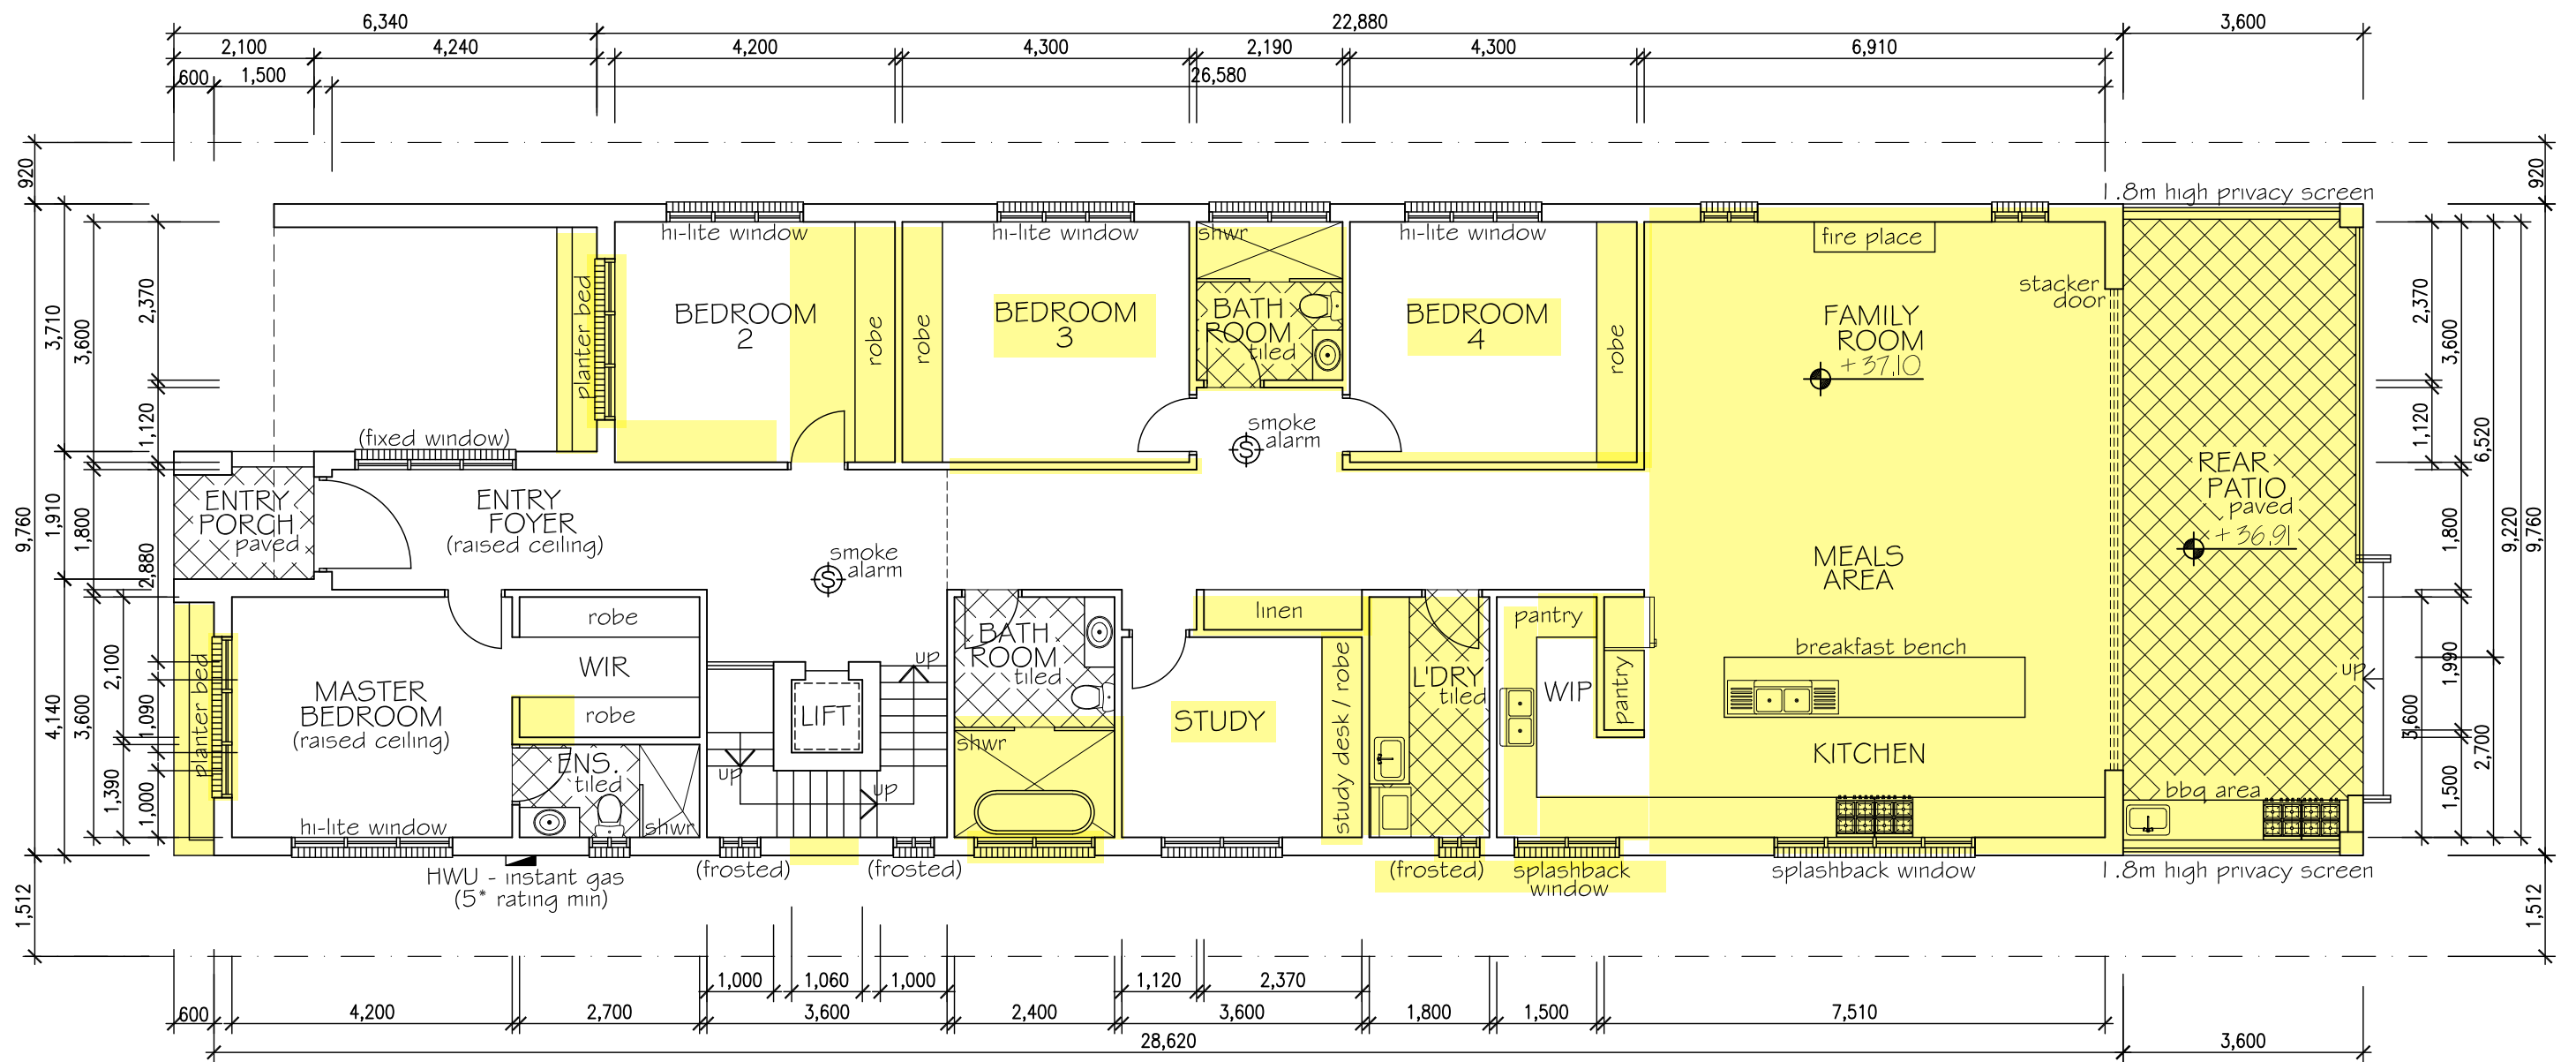 6,340 22,880 3,600
2,100 4,240 4,200 4,300 2,190 4,300 6,910
600 1,500 26,580
920
920
1.8m high privacy screen
hi-lite window
hi-lite window
shwr
hi-lite window
fire place
stacker
door
planter bed
BEDROOM
2
robe
robe
BEDROOM
3
BATH
ROOM
tiled
BEDROOM
4
robe
FAMILY
ROOM
+37,10
3,710
3,600
2,370
1,120
2,370
3,600
1,120
6,520
(fixed window)
smoke
alarm
S
ENTRY
PORCH
paved
ENTRY
FOYER
(raised ceiling)
REAR
PATIO
paved
+36,91
9,760
1,910
1,800
2,880
smoke
alarm
S
MEALS
AREA
1,800
9,220
9,760
robe
WIR
robe
up
BATH
ROOM
tiled
linen
pantry
breakfast bench
planter bed
MASTER
BEDROOM
(raised ceiling)
LIFT
STUDY
study desk / robe
L'DRY
tiled
WIP
pantry
KITCHEN
up
4,140
3,600
2,100
1,090
1,390
1,000
3,600
1,990
1,500
2,700
shwr
ENS.
tiled
up
up
bbq area
hi-lite window
shwr
HWU - instant gas
(5* rating min)
(frosted)
(frosted)
(frosted)
splashback
window
splashback window
1.8m high privacy screen
1,512
1,512
1,000 1,060 1,000 1,120 2,370
600 4,200 2,700 3,600 2,400 3,600 1,800 1,500 7,510
28,620 3,600